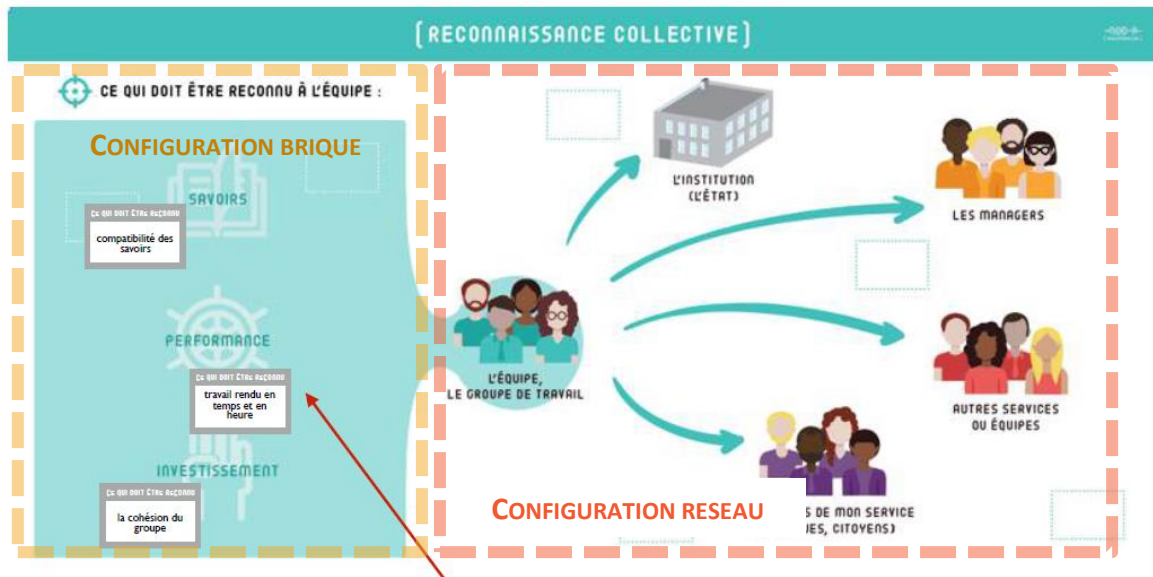 [RECONNAISSANCE COLLECTIVE]
CE QUI DOIT ÊTRE RECONNU À L'ÉQUIPE :
CONFIGURATION BRIQUE
SAVOIRS
CE QUI DOIT ÊTRE RECONNU
compatibilité des
savoirs
PERFORMANCE
CE QUI DOIT ÊTRE RECONNU
travail rendu en
temps et en
heure
INVESTISSEMENT
CE QUI DOIT ÊTRE RECONNU
la cohésion du
groupe
L'INSTITUTION
(L'ÉTAT)
LES MANAGERS
L'ÉQUIPE,
LE GROUPE DE TRAVAIL
AUTRES SERVICES
OU ÉQUIPES
CONFIGURATION RESEAU
S DE MON SERVICE
UES, CITOYENS)